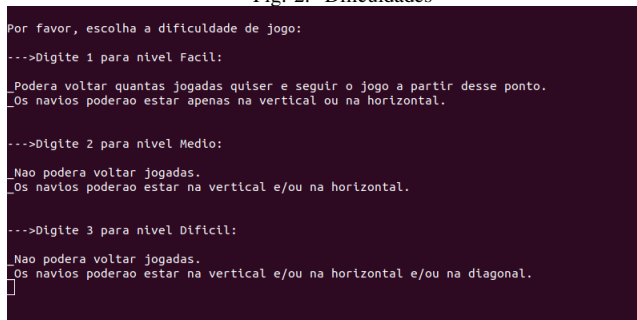 Fig. 2. Dificuldades
Por favor, escolha a dificuldade de jogo:
--->Digite 1 para nivel Facil:
_Podera voltar quantas jogadas quiser e seguir o jogo a partir desse ponto.
_Os navios poderao estar apenas na vertical ou na horizontal.
--->Digite 2 para nivel Medio:
_Nao podera voltar jogadas.
_Os navios poderao estar na vertical e/ou na horizontal.
--->Digite 3 para nivel Dificil:
_Nao podera voltar jogadas.
_Os navios poderao estar na vertical e/ou na horizontal e/ou na diagonal.